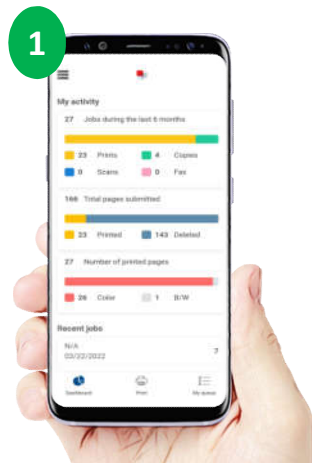 1
My activity
27 Jobs during the last 6 months
23 Prints 4 Copies
0 Scans 0 Fax
166 Total pages submitted
23 Printed 143 Deleted
27 Number of printed pages
26 Color 1 B/W
Recent jobs
N/A
03/22/2022 7
Dashboard Print My queue